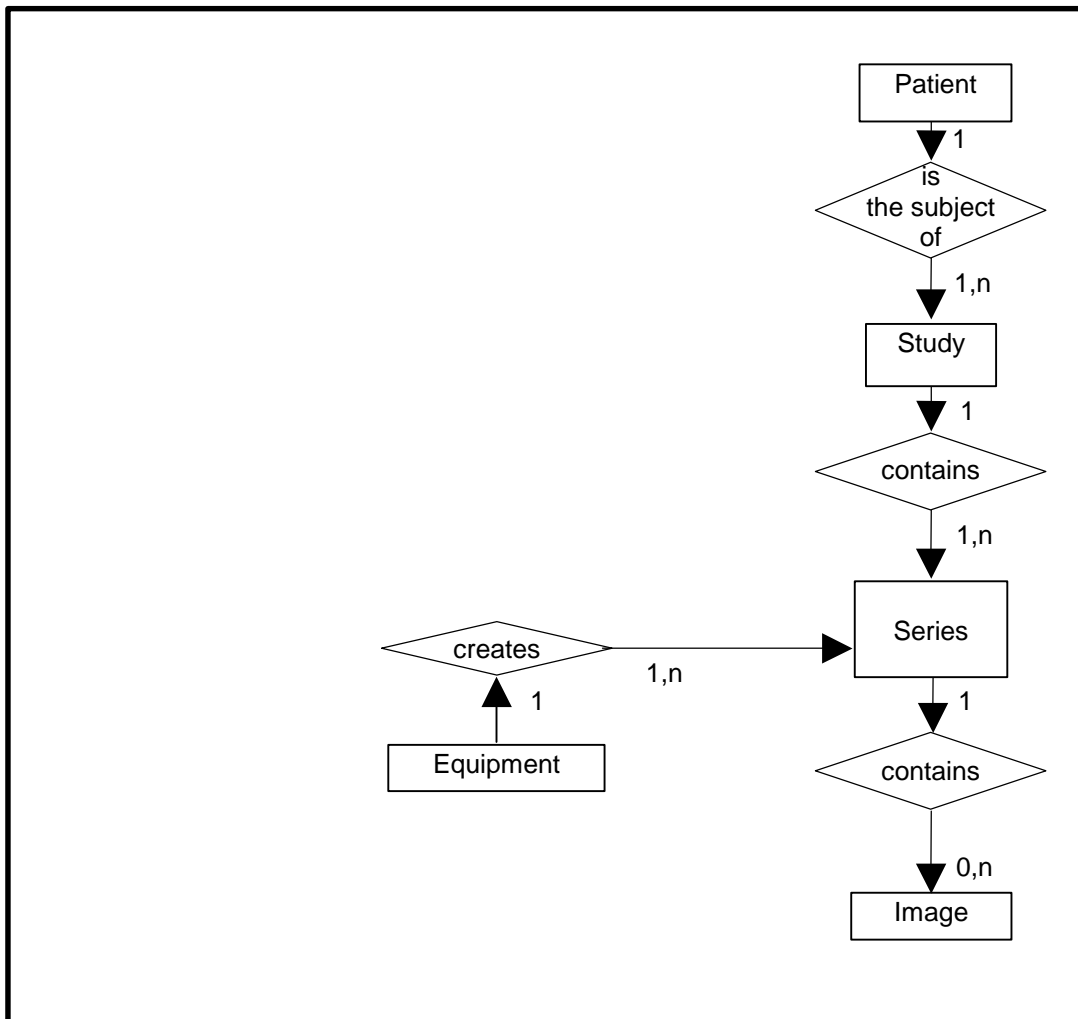 Patient
1
is
the subject
of
1,n
Study
1
contains
1,n
Series
creates
1,n
1
1
Equipment
contains
0,n
Image